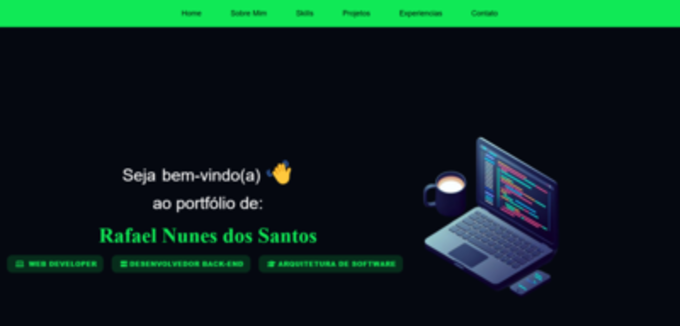 Home Sobre Mim Skills Projetos Experiencias Contato
Seja bem-vindo(a) 👋
ao portfólio de:
Rafael Nunes dos Santos
WEB DEVELOPER DESENVOLVEDOR BACK-END ARQUITETURA DE SOFTWARE